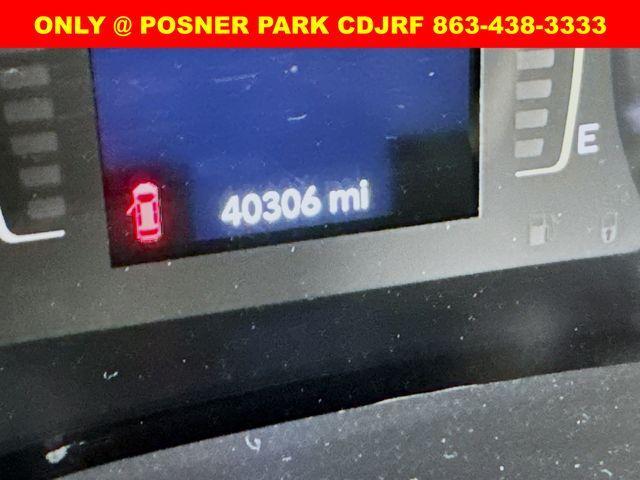 ONLY @ POSNER PARK CDJRF 863-438-3333
E
40306 mi